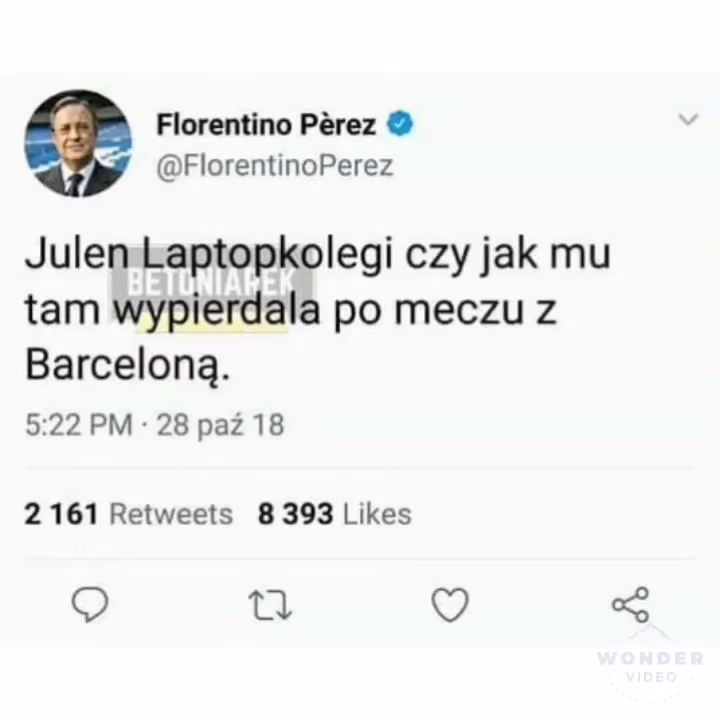 Florentino Pèrez
@FlorentinoPerez
Julen Laptopkolegi czy jak mu
BETONIAREK
tam wypierdala po meczu z
Barceloną.
5:22 PM · 28 paź 18
2 161 Retweets 8 393 Likes
WONDER
VIDEO